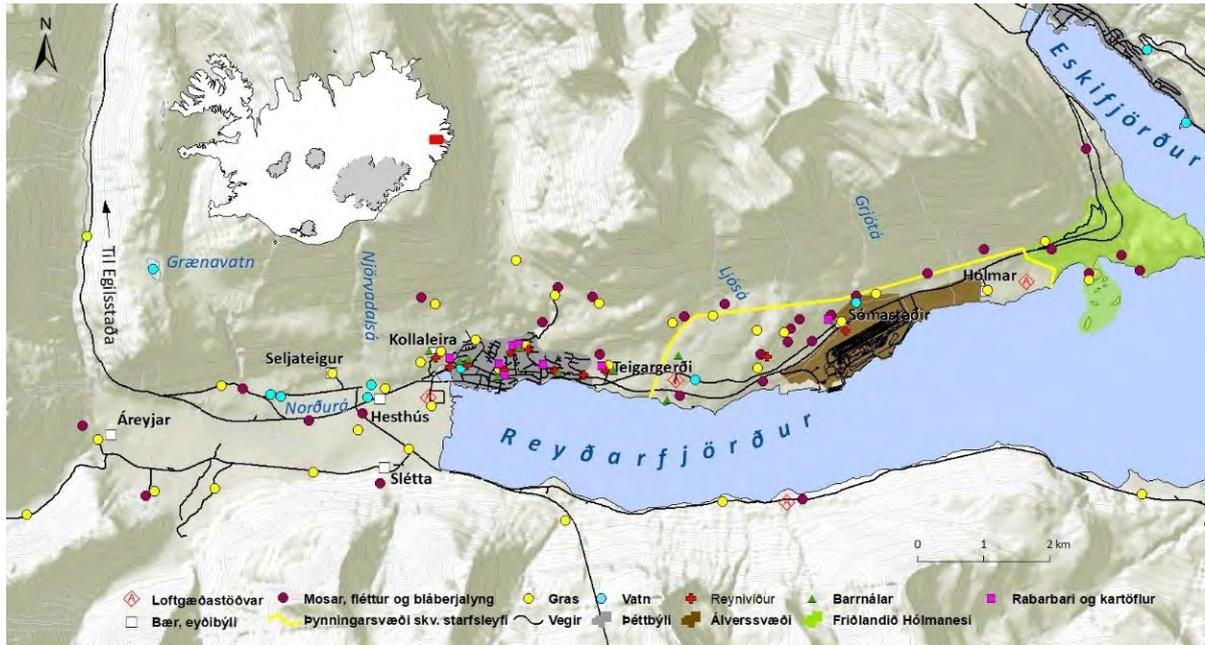 N
Eskifjörður
Til Egilsstaða
Grænavatn
Njörvadalsá
Ljósá
Grjótá
Hólmar
Sómastaðir
Kollaleira
Seljateigur
Teigargerði
Norðurá
Hesthús
Áreyjar
Slétta
Reyðarfjörður
A
A
A
A
0 1 2 km
A Loftgæðastöðvar Mosar, fléttur og bláberjalyng Gras Vatn Reyniviður Barrnálar Rabarbari og kartöflur
Bær, eyðibýli Þynningarsvæði skv. starfsleyfi Vegir Þéttbýli Álverssvæði Friðlandið Hólmanesi